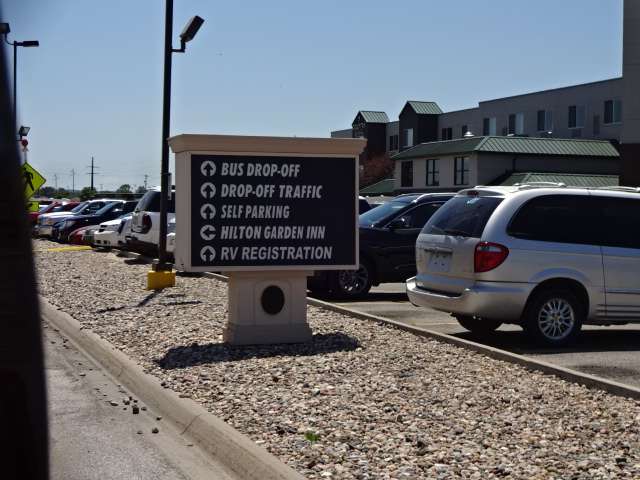 BUS DROP-OFF
DROP-OFF TRAFFIC
SELF PARKING
HILTON GARDEN INN
RV REGISTRATION